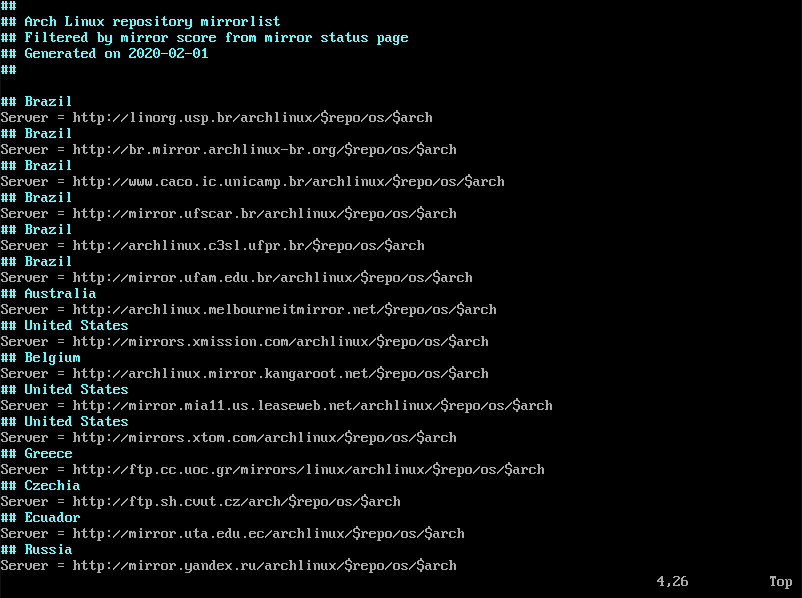 ##
## Arch Linux repository mirrorlist
## Filtered by mirror score from mirror status page
## Generated on 2020-02-01
##
## Brazil
Server = http://linorg.usp.br/archlinux/$repo/os/$arch
## Brazil
Server = http://br.mirror.archlinux-br.org/$repo/os/$arch
## Brazil
Server = http://www.caco.ic.unicamp.br/archlinux/$repo/os/$arch
## Brazil
Server = http://mirror.ufscar.br/archlinux/$repo/os/$arch
## Brazil
Server = http://archlinux.c3sl.ufpr.br/$repo/os/$arch
## Brazil
Server = http://mirror.ufam.edu.br/archlinux/$repo/os/$arch
## Australia
Server = http://archlinux.melbourneitmirror.net/$repo/os/$arch
## United States
Server = http://mirrors.xmission.com/archlinux/$repo/os/$arch
## Belgium
Server = http://archlinux.mirror.kangaroot.net/$repo/os/$arch
## United States
Server = http://mirror.mia11.us.leaseweb.net/archlinux/$repo/os/$arch
## United States
Server = http://mirrors.xtom.com/archlinux/$repo/os/$arch
## Greece
Server = http://ftp.cc.uoc.gr/mirrors/linux/archlinux/$repo/os/$arch
## Czechia
Server = http://ftp.sh.cvut.cz/arch/$repo/os/$arch
## Ecuador
Server = http://mirror.uta.edu.ec/archlinux/$repo/os/$arch
## Russia
Server = http://mirror.yandex.ru/archlinux/$repo/os/$arch
4,26 Top